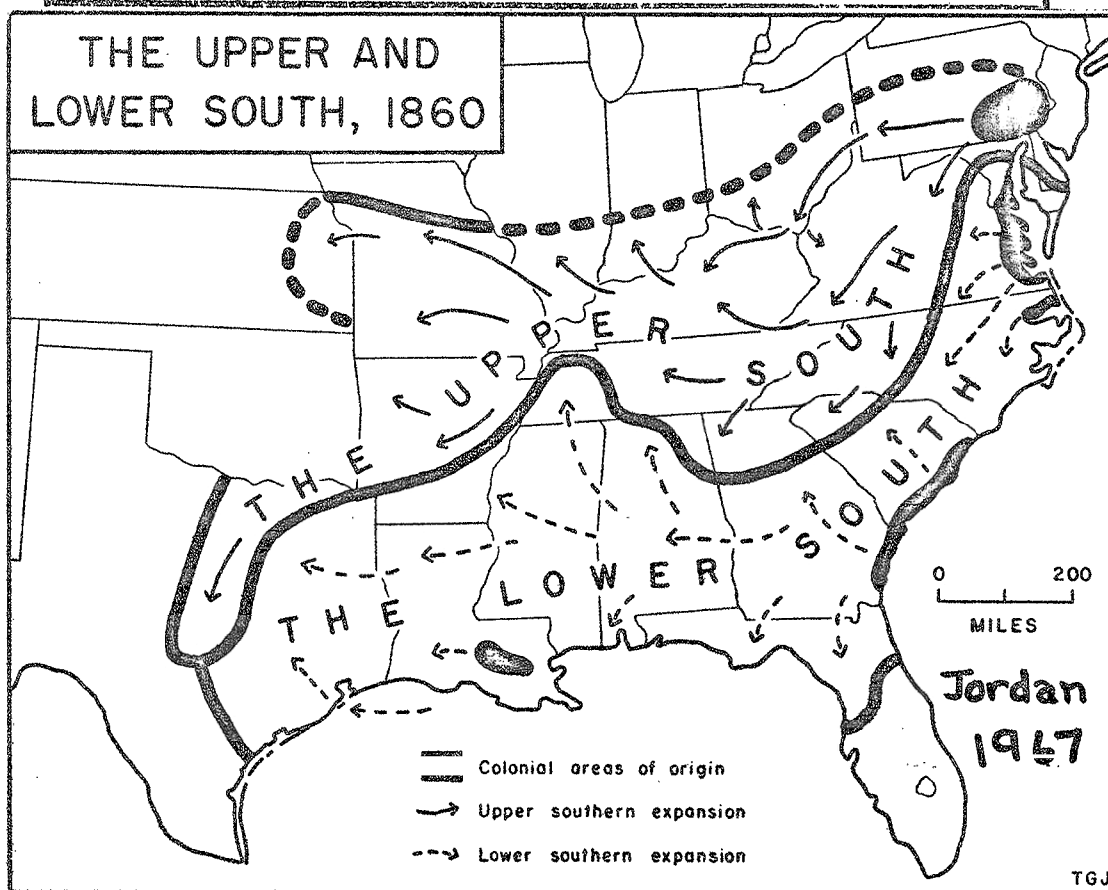 THE UPPER AND
LOWER SOUTH, 1860
THE UPPER SOUTH
THE LOWER SOUTH
0 200
MILES
Jordan
1967
Colonial areas of origin
Upper southern expansion
Lower southern expansion
TGJ